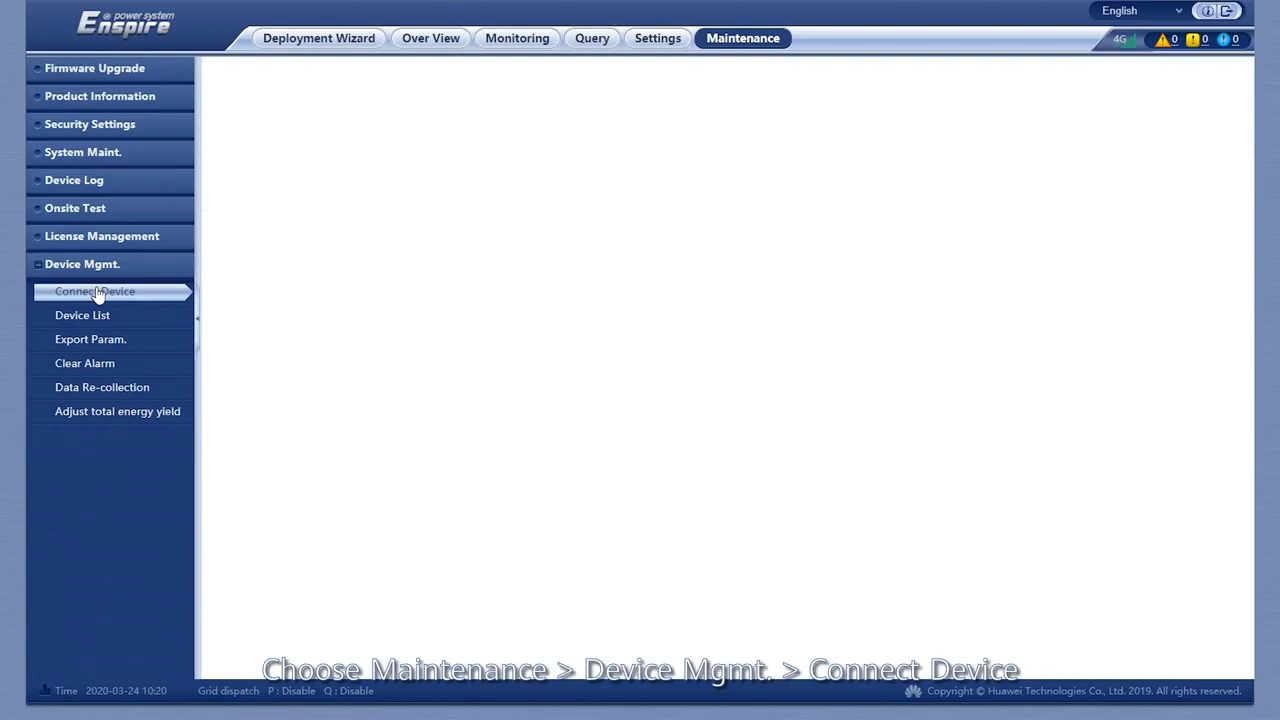 @ power system
Enspire
English
Deployment Wizard
Over View
Monitoring
Query
Settings
Maintenance
4G
0
0
0
Firmware Upgrade
Product Information
Security Settings
System Maint.
Device Log
Onsite Test
License Management
Device Mgmt.
Connect Device
Device List
Export Param.
Clear Alarm
Data Re-collection
Adjust total energy yield
Choose Maintenance > Device Mgmt. > Connect Device
Time 2020-03-24 10:20 Grid dispatch P : Disable Q : Disable
Copyright © Huawei Technologies Co., Ltd. 2019. All rights reserved.